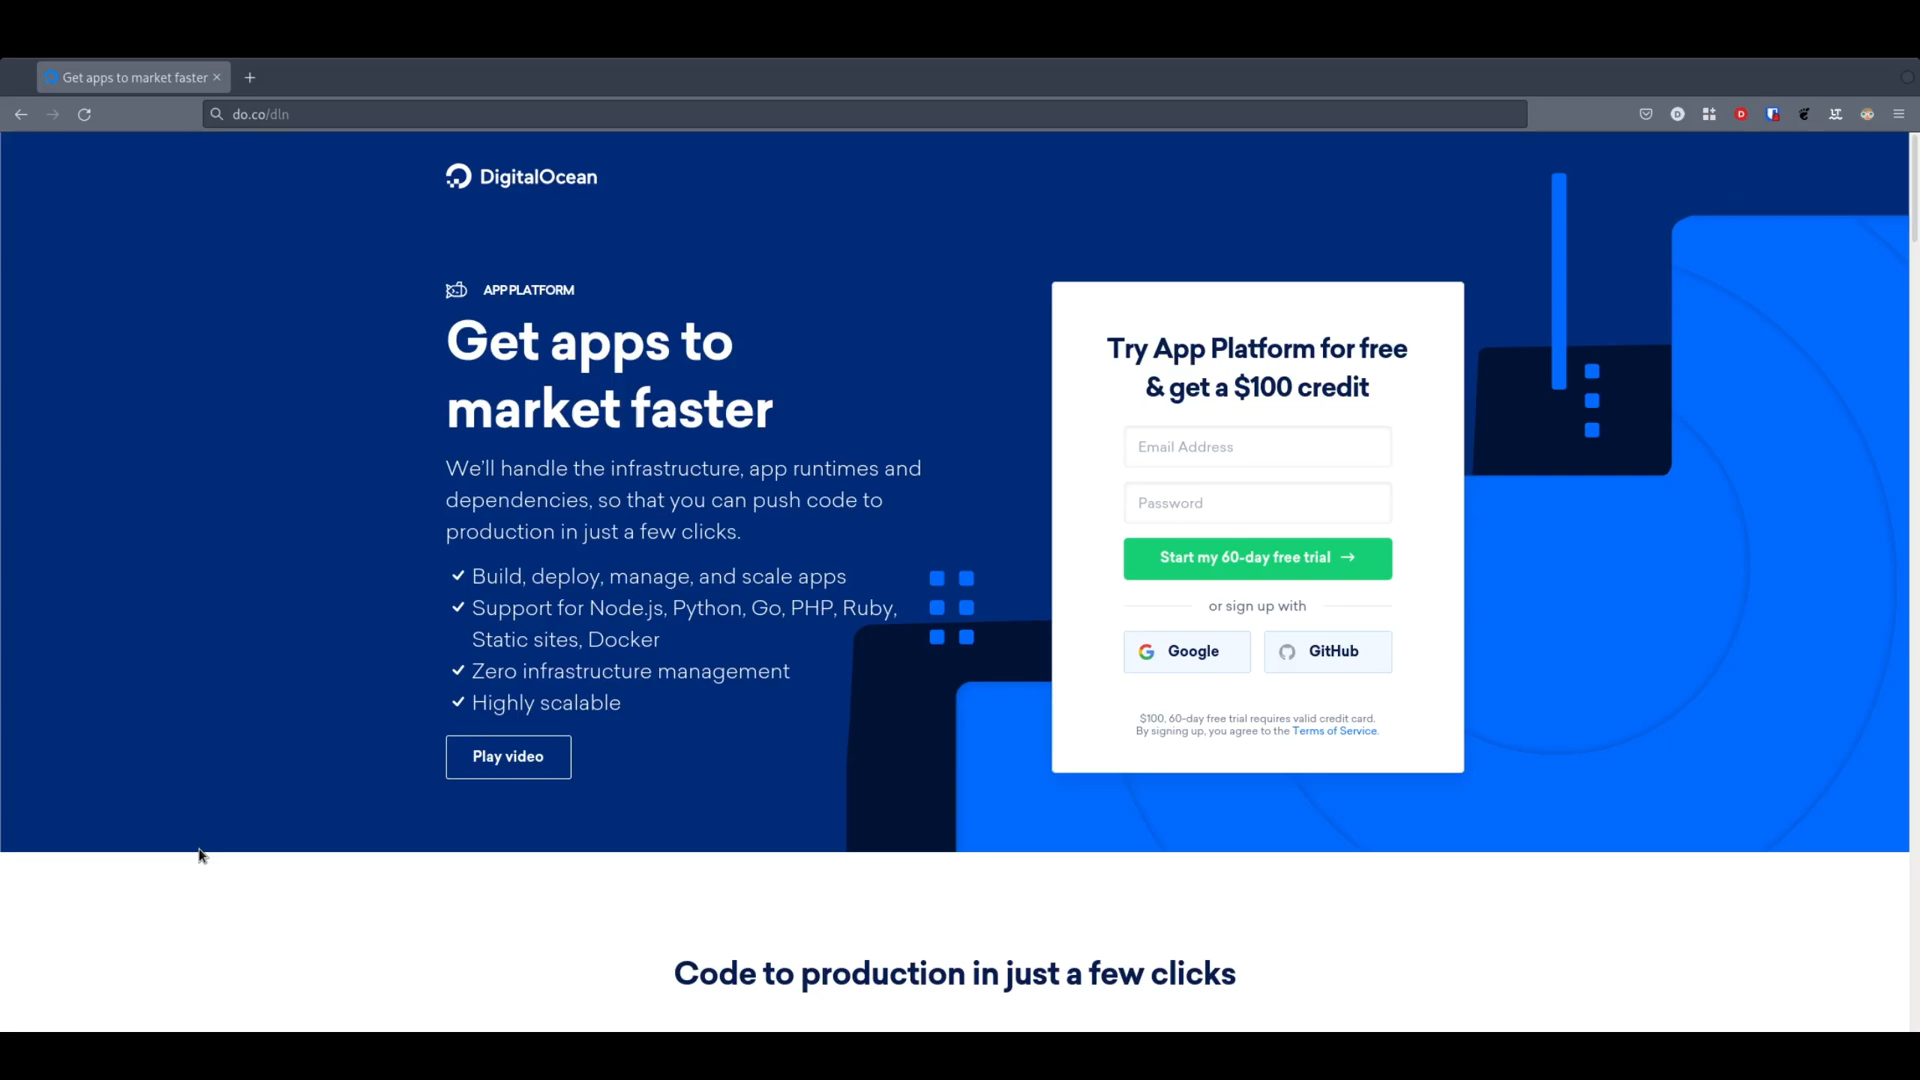 Get apps to market faster
do.co/dln
DigitalOcean
APP PLATFORM
Get apps to
market faster
We'll handle the infrastructure, app runtimes and
dependencies, so that you can push code to
production in just a few clicks.
Build, deploy, manage, and scale apps
Support for Node.js, Python, Go, PHP, Ruby,
Static sites, Docker
Zero infrastructure management
Highly scalable
Play video
Try App Platform for free
& get a $100 credit
Email Address
Password
Start my 60-day free trial →
or sign up with
Google
GitHub
$100, 60-day free trial requires valid credit card.
By signing up, you agree to the Terms of Service.
Code to production in just a few clicks